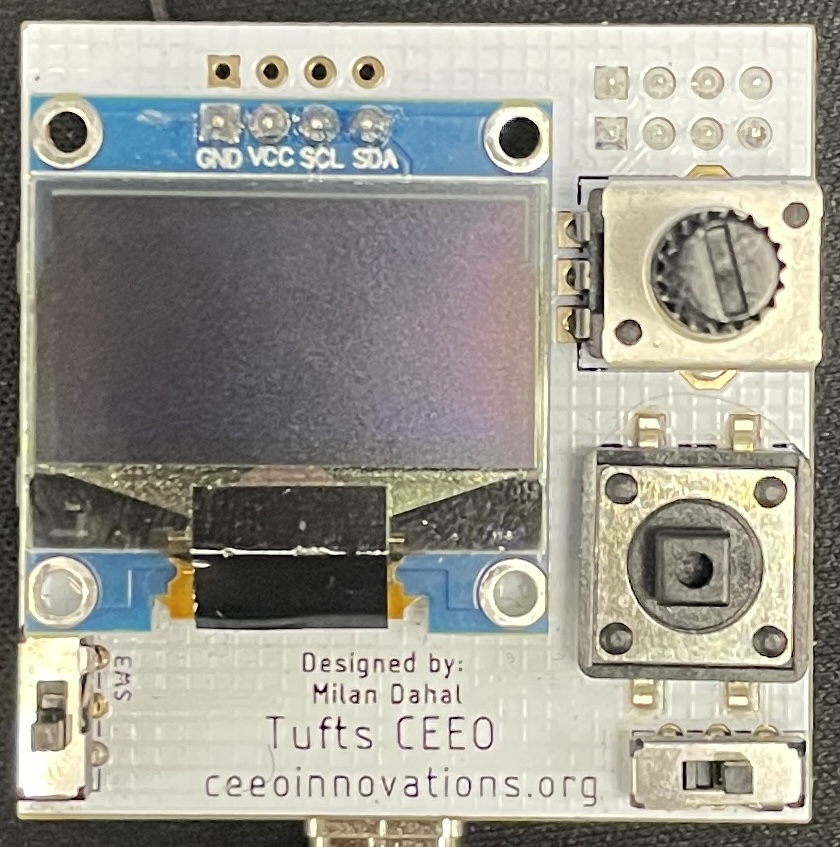 GND VCC SCL SDA
EMS
Designed by:
Milan Dahal
Tufts CEEO
ceeoinnovations.org